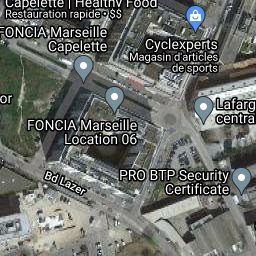 Capelette | Healthy Food
Restauration rapide • $$
FONCIA Marseille
Capelette
Cyclexperts
Magasin d'articles
de sports
or
Lafarg
centra
FONCIA Marseille
Location 06
Bd Lazer
PRO BTP Security
Certificate